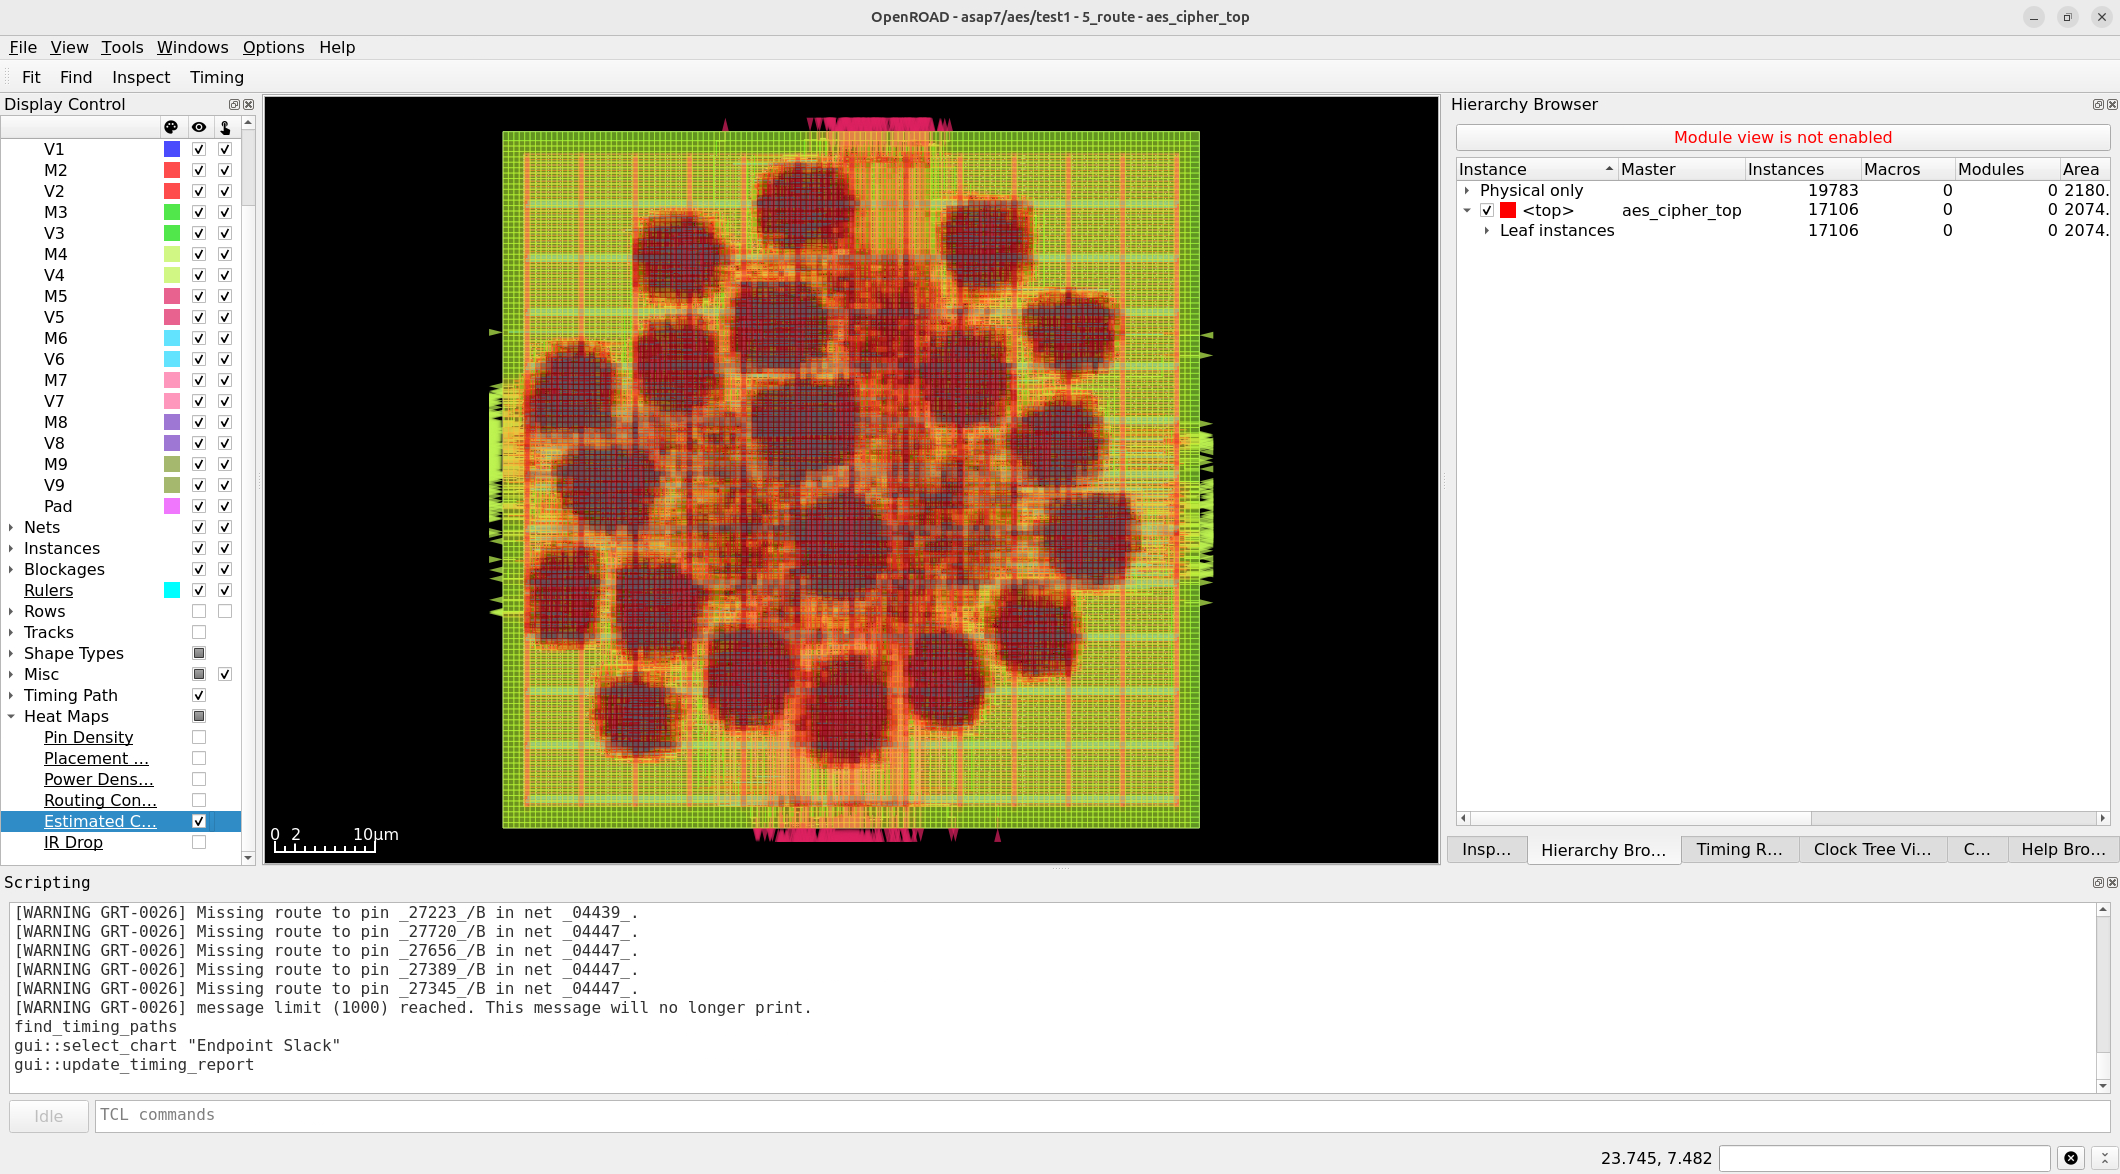 OpenROAD - asap7/aes/test1 - 5_route - aes_cipher_top
File View Tools Windows Options Help
Fit Find Inspect Timing
Display Control
V1
M2
V2
M3
V3
M4
V4
M5
V5
M6
V6
M7
V7
M8
V8
M9
V9
Pad
Nets
Instances
Blockages
Rulers
Rows
Tracks
Shape Types
Misc
Timing Path
Heat Maps
Pin Density
Placement ...
Power Dens...
Routing Con...
Estimated C...
IR Drop
0 2 10μm
Hierarchy Browser
Module view is not enabled
Instance Master Instances Macros Modules Area
Physical only 19783 0 0 2180.
<top> aes_cipher_top 17106 0 0 2074.
Leaf instances 17106 0 0 2074.
Insp... Hierarchy Bro... Timing R... Clock Tree Vi... C... Help Bro...
Scripting
[WARNING GRT-0026] Missing route to pin _27223_/B in net _04439_.
[WARNING GRT-0026] Missing route to pin _27720_/B in net _04447_.
[WARNING GRT-0026] Missing route to pin _27656_/B in net _04447_.
[WARNING GRT-0026] Missing route to pin _27389_/B in net _04447_.
[WARNING GRT-0026] Missing route to pin _27345_/B in net _04447_.
[WARNING GRT-0026] message limit (1000) reached. This message will no longer print.
find_timing_paths
gui::select_chart "Endpoint Slack"
gui::update_timing_report
Idle TCL commands
23.745, 7.482